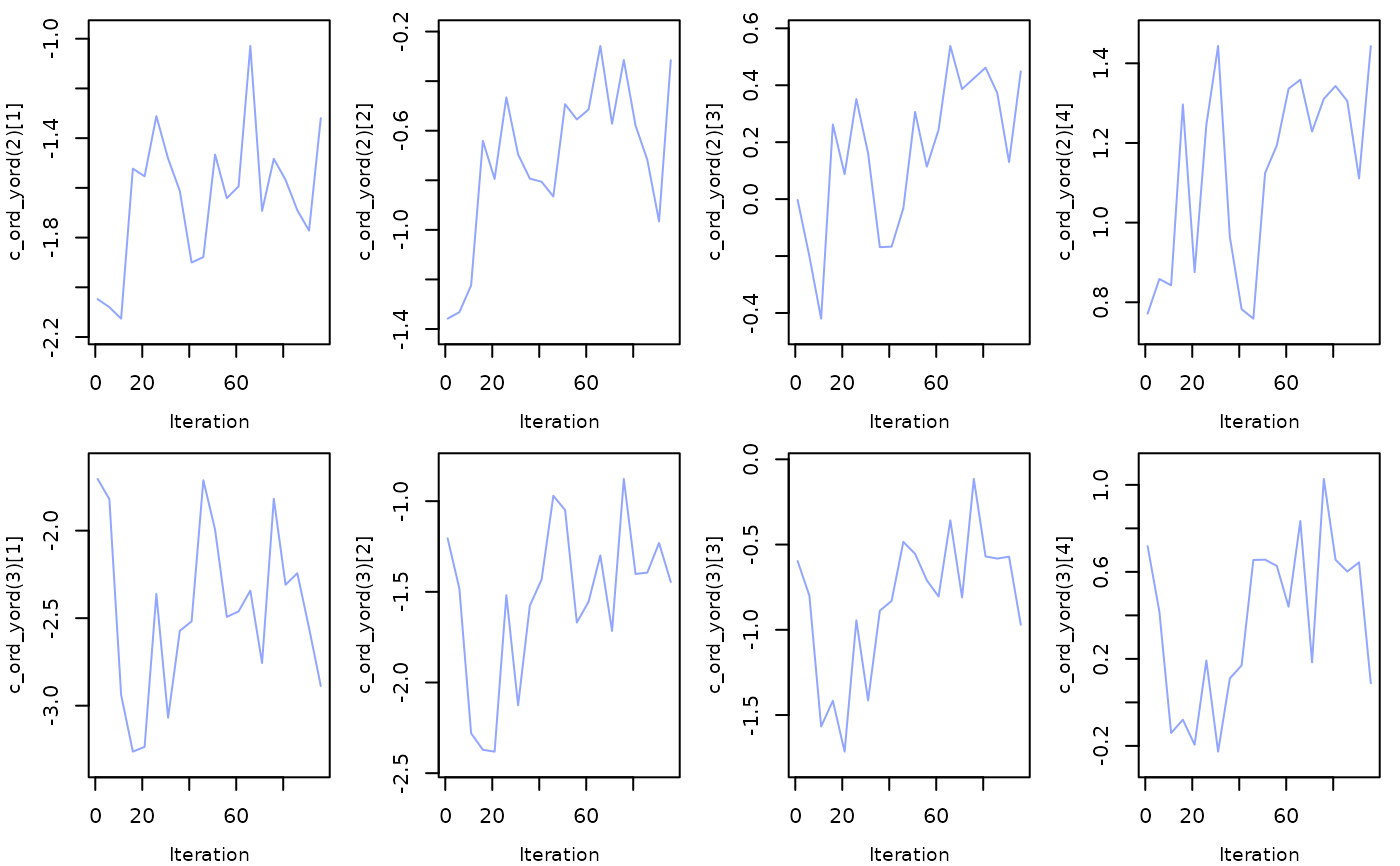 c_ord_yord(2)[1]
-2.2 -1.8 -1.4 -1.0
0 20 60
Iteration
c_ord_yord(2)[2]
-1.4 -1.0 -0.6 -0.2
0 20 60
Iteration
c_ord_yord(2)[3]
-0.4 0.0 0.2 0.4 0.6
0 20 60
Iteration
c_ord_yord(2)[4]
0.8 1.0 1.2 1.4
0 20 60
Iteration
c_ord_yord(3)[1]
-3.0 -2.5 -2.0
0 20 60
Iteration
c_ord_yord(3)[2]
-2.5 -2.0 -1.5 -1.0
0 20 60
Iteration
c_ord_yord(3)[3]
-1.5 -1.0 -0.5 0.0
0 20 60
Iteration
c_ord_yord(3)[4]
-0.2 0.2 0.6 1.0
0 20 60
Iteration